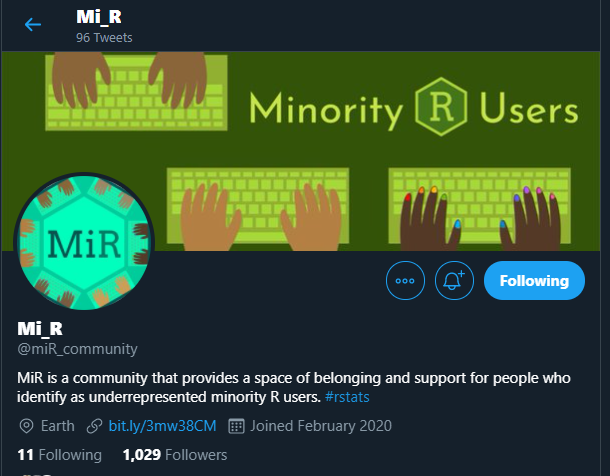 Mi_R
96 Tweets
Minority R Users
MiR
Following
Mi_R
@miR_community
MiR is a community that provides a space of belonging and support for people who
identify as underrepresented minority R users. #rstats
Earth bit.ly/3mw38CM Joined February 2020
11 Following 1,029 Followers